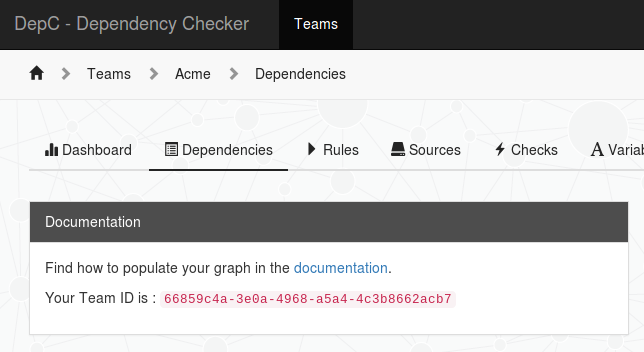 DepC - Dependency Checker Teams
Teams Acme Dependencies
Dashboard Dependencies Rules Sources Checks Variab
Documentation
Find how to populate your graph in the documentation.
Your Team ID is : 66859c4a-3e0a-4968-a5a4-4c3b8662acb7